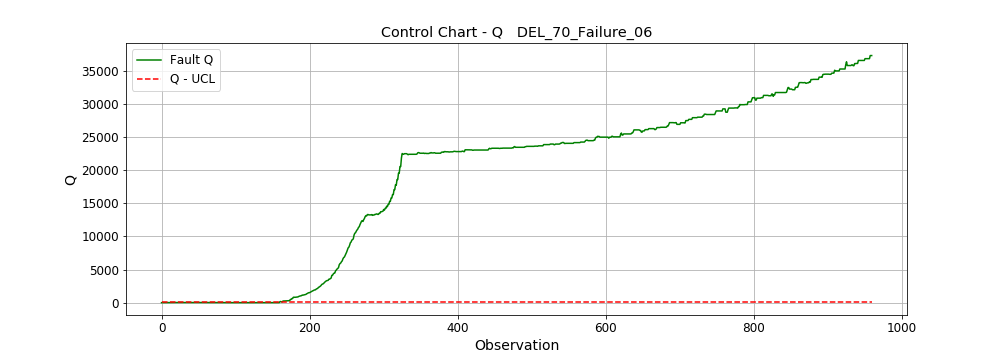 Control Chart - Q   DEL_70_Failure_06
Fault Q
Q - UCL
35000
30000
25000
20000
15000
10000
5000
0
Q
0 200 400 600 800 1000
Observation